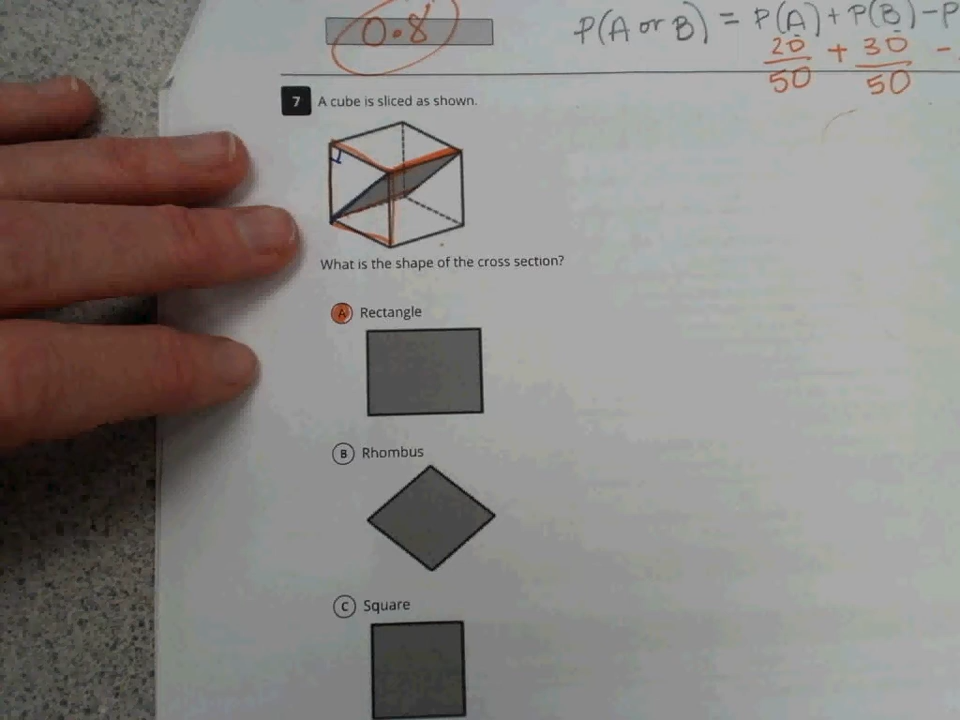 0.8
P(A or B) = P(A) + P(B) - P
20/50 + 30/50 -
7 A cube is sliced as shown.
What is the shape of the cross section?
A Rectangle
B Rhombus
C Square